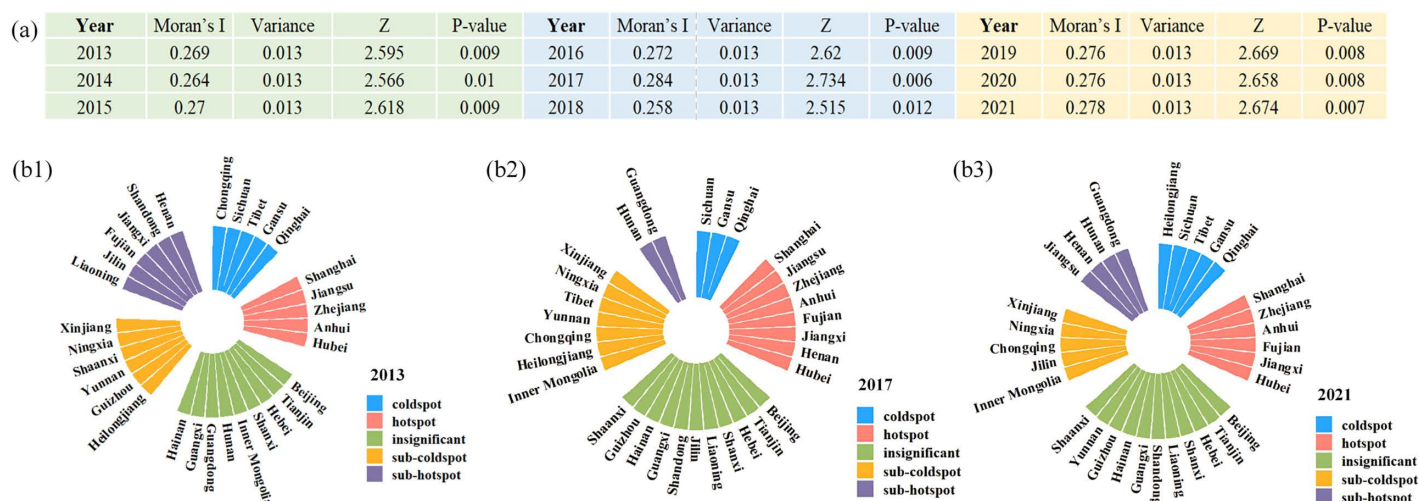 (a)
Year Moran's I Variance Z P-value Year Moran's I Variance Z P-value Year Moran's I Variance Z P-value
2013 0.269 0.013 2.595 0.009 2016 0.272 0.013 2.62 0.009 2019 0.276 0.013 2.669 0.008
2014 0.264 0.013 2.566 0.01 2017 0.284 0.013 2.734 0.006 2020 0.276 0.013 2.658 0.008
2015 0.27 0.013 2.618 0.009 2018 0.258 0.013 2.515 0.012 2021 0.278 0.013 2.674 0.007
(b1)
Chongqing
Sichuan
Tibet
Gansu
Qinghai
Shanghai
Jiangsu
Zhejiang
Anhui
Hubei
Beijing
Tianjin
Hebei
Shanxi
Inner Mongolia
Hunan
Guangdong
Guangxi
Hainan
Heilongjiang
Guizhou
Yunnan
Shaanxi
Ningxia
Xinjiang
Liaoning
Jilin
Fujian
Jiangxi
Shandong
Henan
2013
coldspot
hotspot
insignificant
sub-coldspot
sub-hotspot
(b2)
Sichuan
Gansu
Qinghai
Shanghai
Jiangsu
Zhejiang
Anhui
Fujian
Jiangxi
Henan
Hubei
Beijing
Tianjin
Hebei
Shanxi
Liaoning
Jilin
Shandong
Guangxi
Hainan
Guizhou
Shaanxi
Inner Mongolia
Heilongjiang
Chongqing
Yunnan
Tibet
Ningxia
Xinjiang
Hunan
Guangdong
2017
coldspot
hotspot
insignificant
sub-coldspot
sub-hotspot
(b3)
Heilongjiang
Sichuan
Tibet
Gansu
Qinghai
Shanghai
Zhejiang
Anhui
Fujian
Jiangxi
Hubei
Beijing
Tianjin
Hebei
Shanxi
Liaoning
Guangxi
Hainan
Guizhou
Yunnan
Shaanxi
Inner Mongolia
Jilin
Chongqing
Ningxia
Xinjiang
Jiangsu
Henan
Hunan
Guangdong
2021
coldspot
hotspot
insignificant
sub-coldspot
sub-hotspot